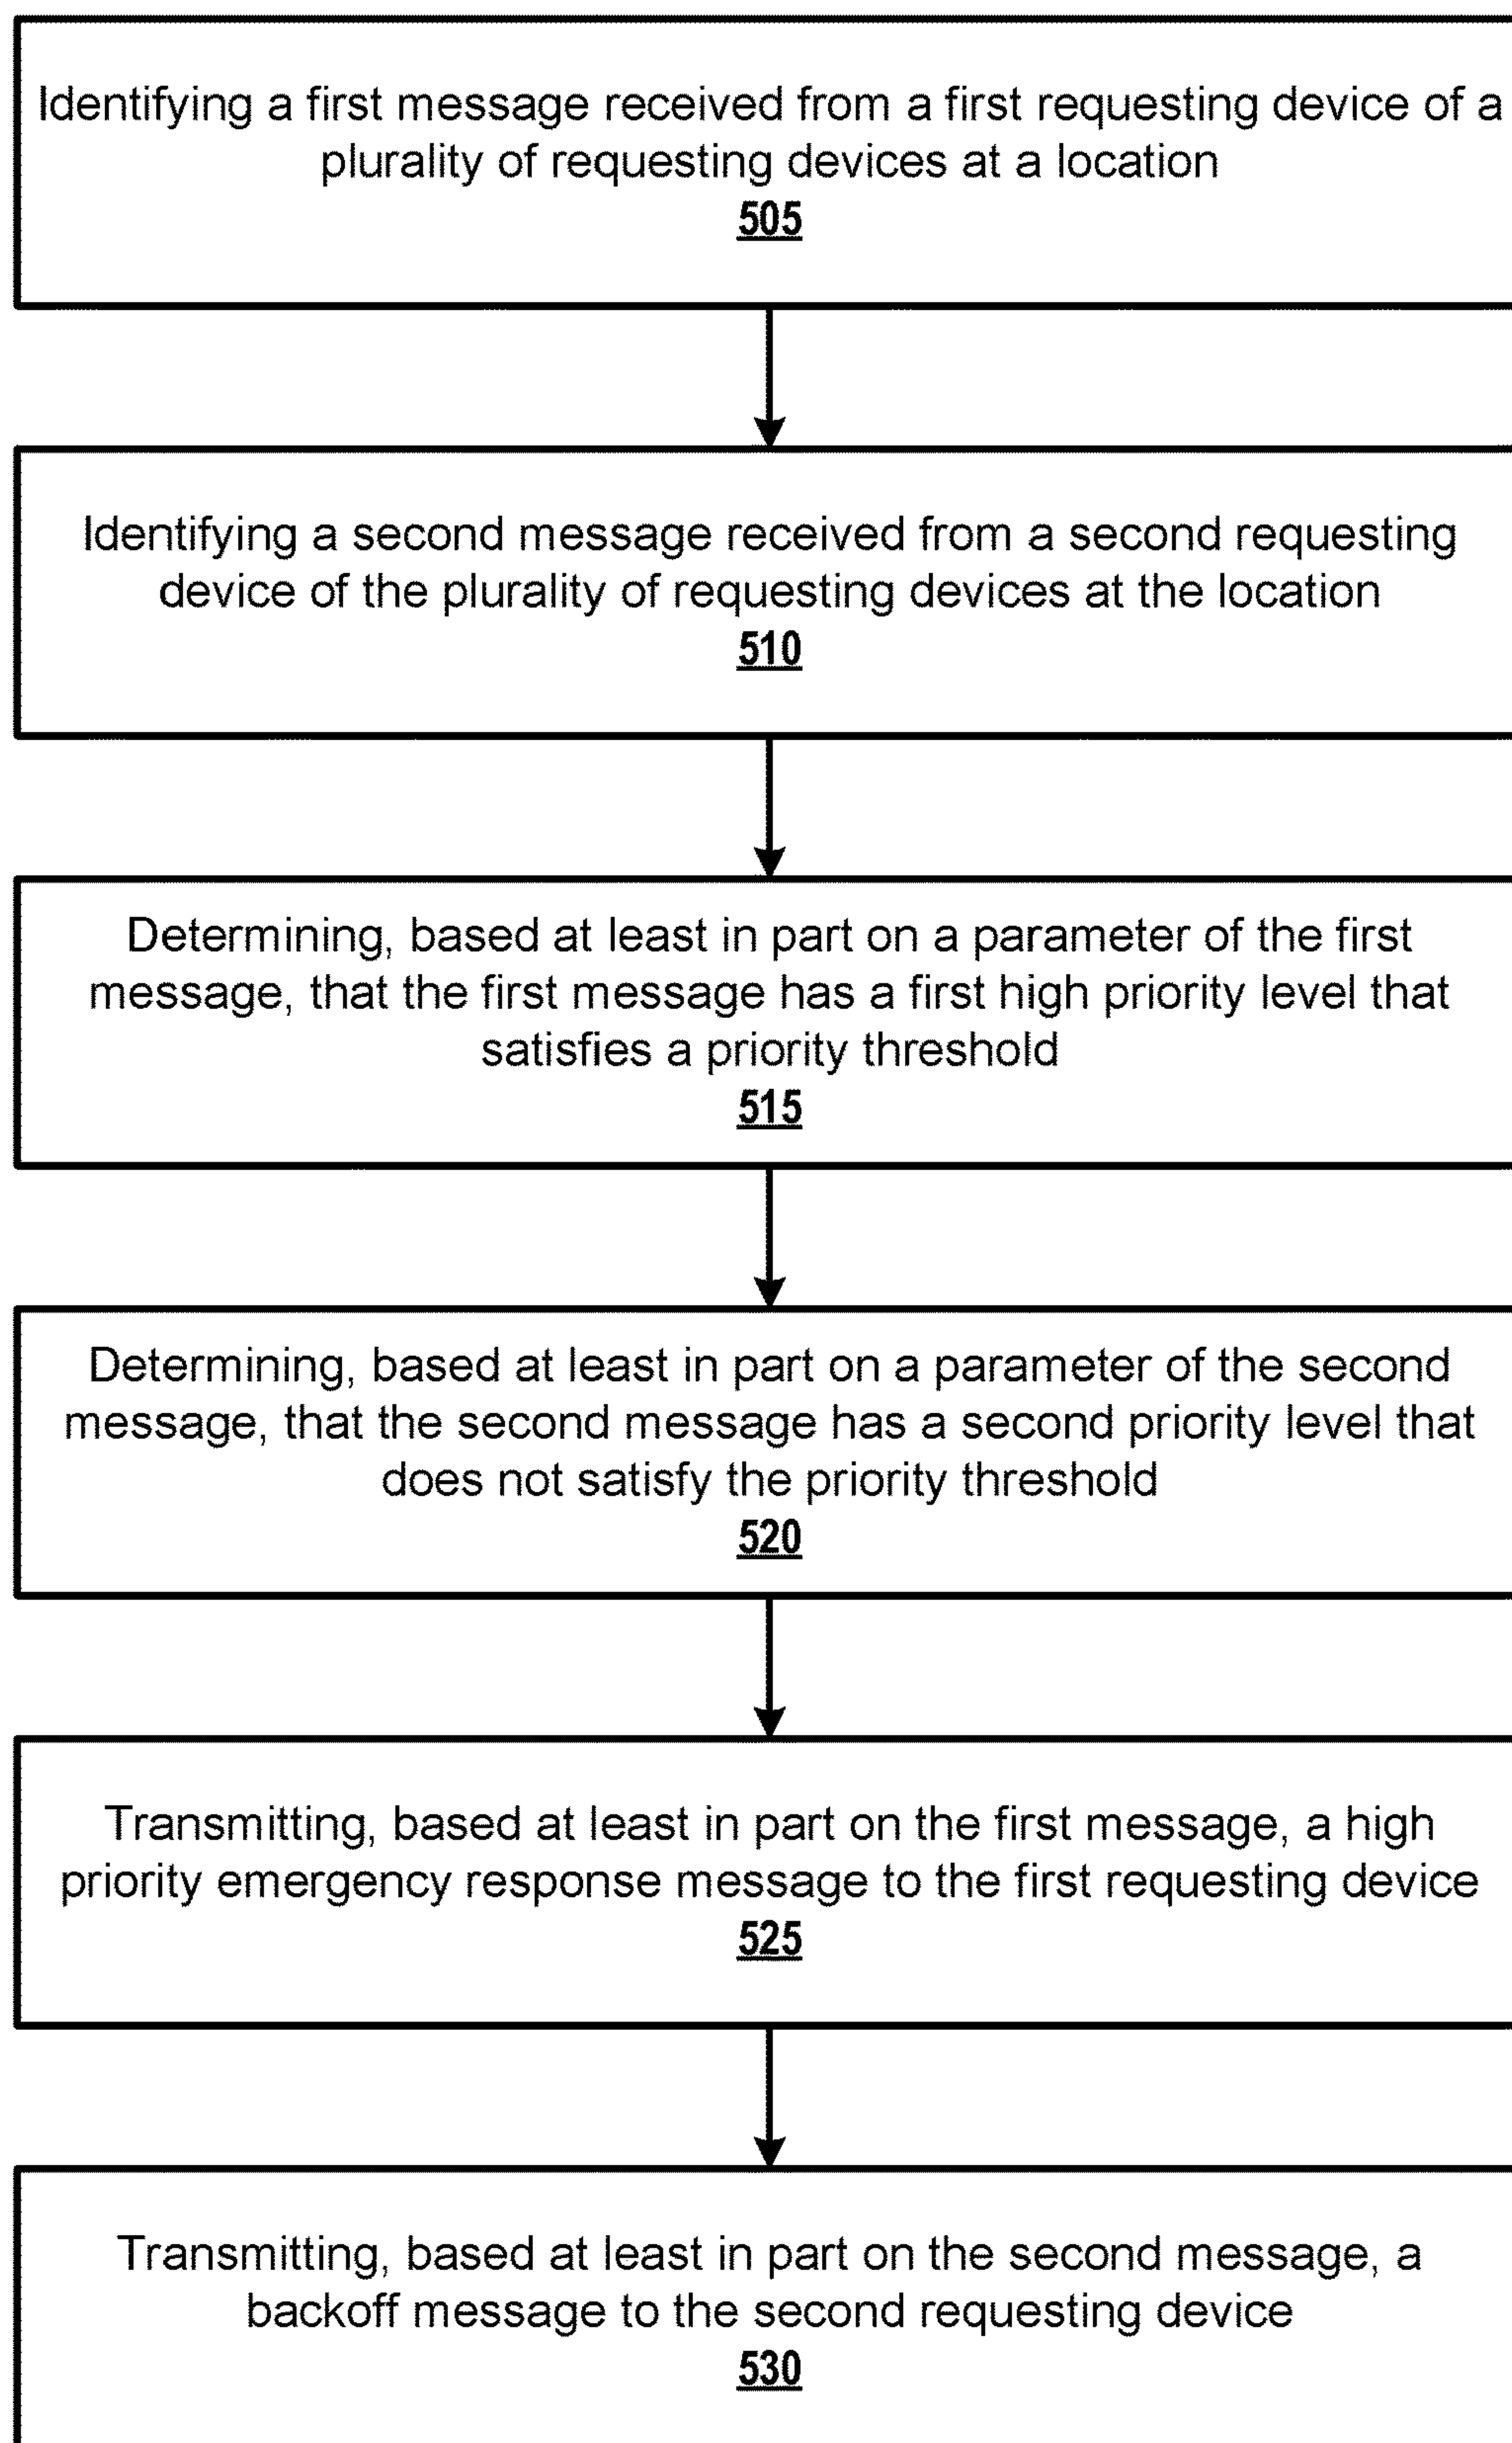 Identifying a first message received from a first requesting device of a
plurality of requesting devices at a location
505
Identifying a second message received from a second requesting
device of the plurality of requesting devices at the location
510
Determining, based at least in part on a parameter of the first
message, that the first message has a first high priority level that
satisfies a priority threshold
515
Determining, based at least in part on a parameter of the second
message, that the second message has a second priority level that
does not satisfy the priority threshold
520
Transmitting, based at least in part on the first message, a high
priority emergency response message to the first requesting device
525
Transmitting, based at least in part on the second message, a
backoff message to the second requesting device
530